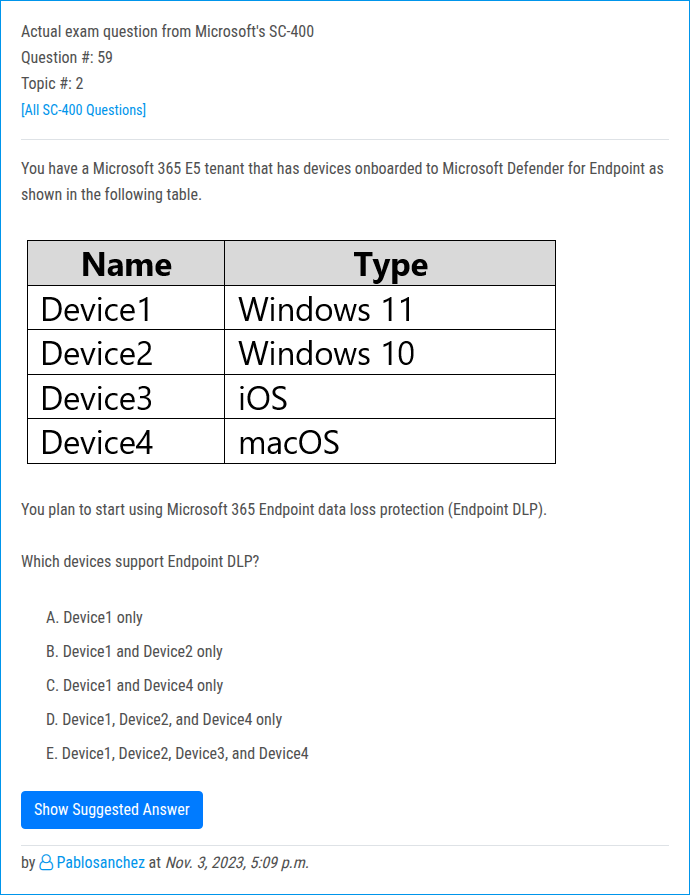 Actual exam question from Microsoft's SC-400
Question #: 59
Topic #: 2
[All SC-400 Questions]
You have a Microsoft 365 E5 tenant that has devices onboarded to Microsoft Defender for Endpoint as
shown in the following table.
Name Type
Device1 Windows 11
Device2 Windows 10
Device3 iOS
Device4 macOS
You plan to start using Microsoft 365 Endpoint data loss protection (Endpoint DLP).
Which devices support Endpoint DLP?
A. Device1 only
B. Device1 and Device2 only
C. Device1 and Device4 only
D. Device1, Device2, and Device4 only
E. Device1, Device2, Device3, and Device4
Show Suggested Answer
by Pablosanchez at Nov. 3, 2023, 5:09 p.m.